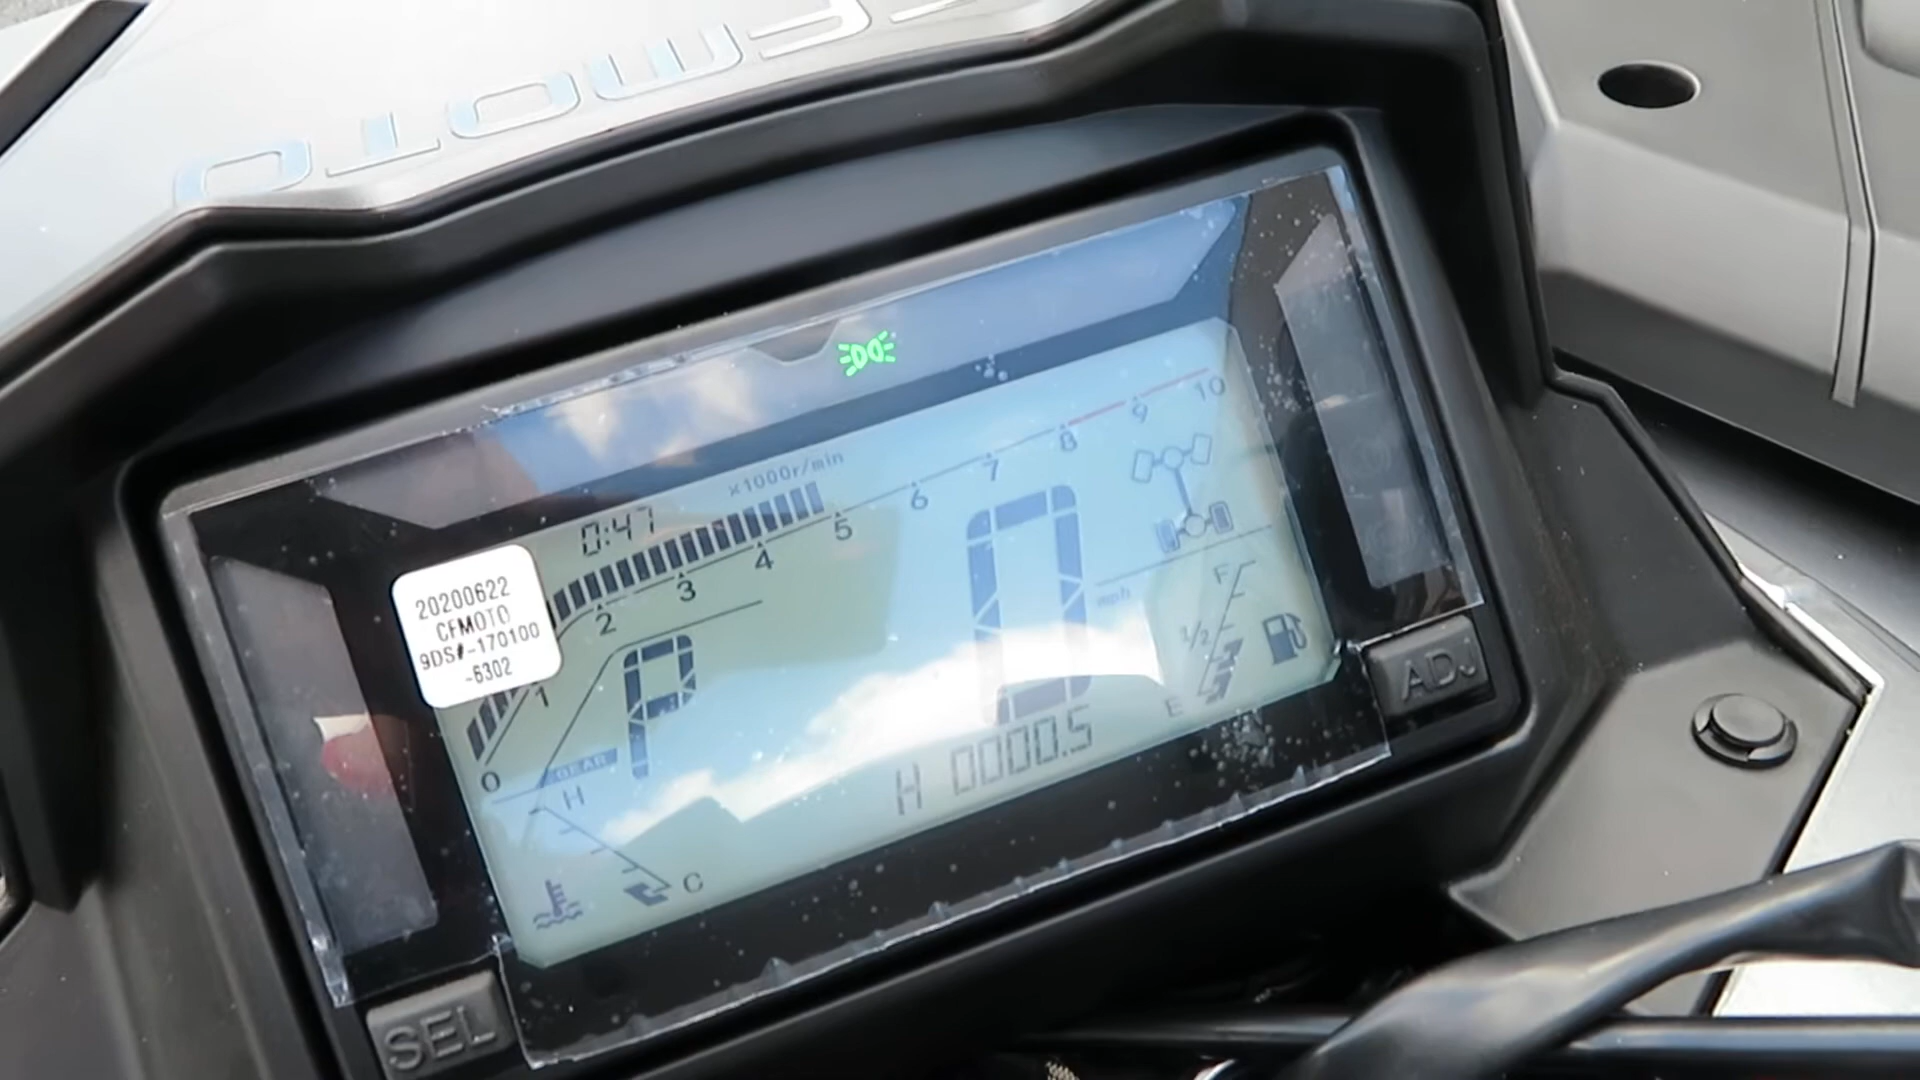 CFMOTO
×1000r/min
0:47
0 1 2 3 4 5 6 7 8 9 10
20200622
CFMOTO
9DS#-170100
-6302
P
GEAR
0
mph
F
1/2
E
H 0000.5
H
C
SEL
ADJ